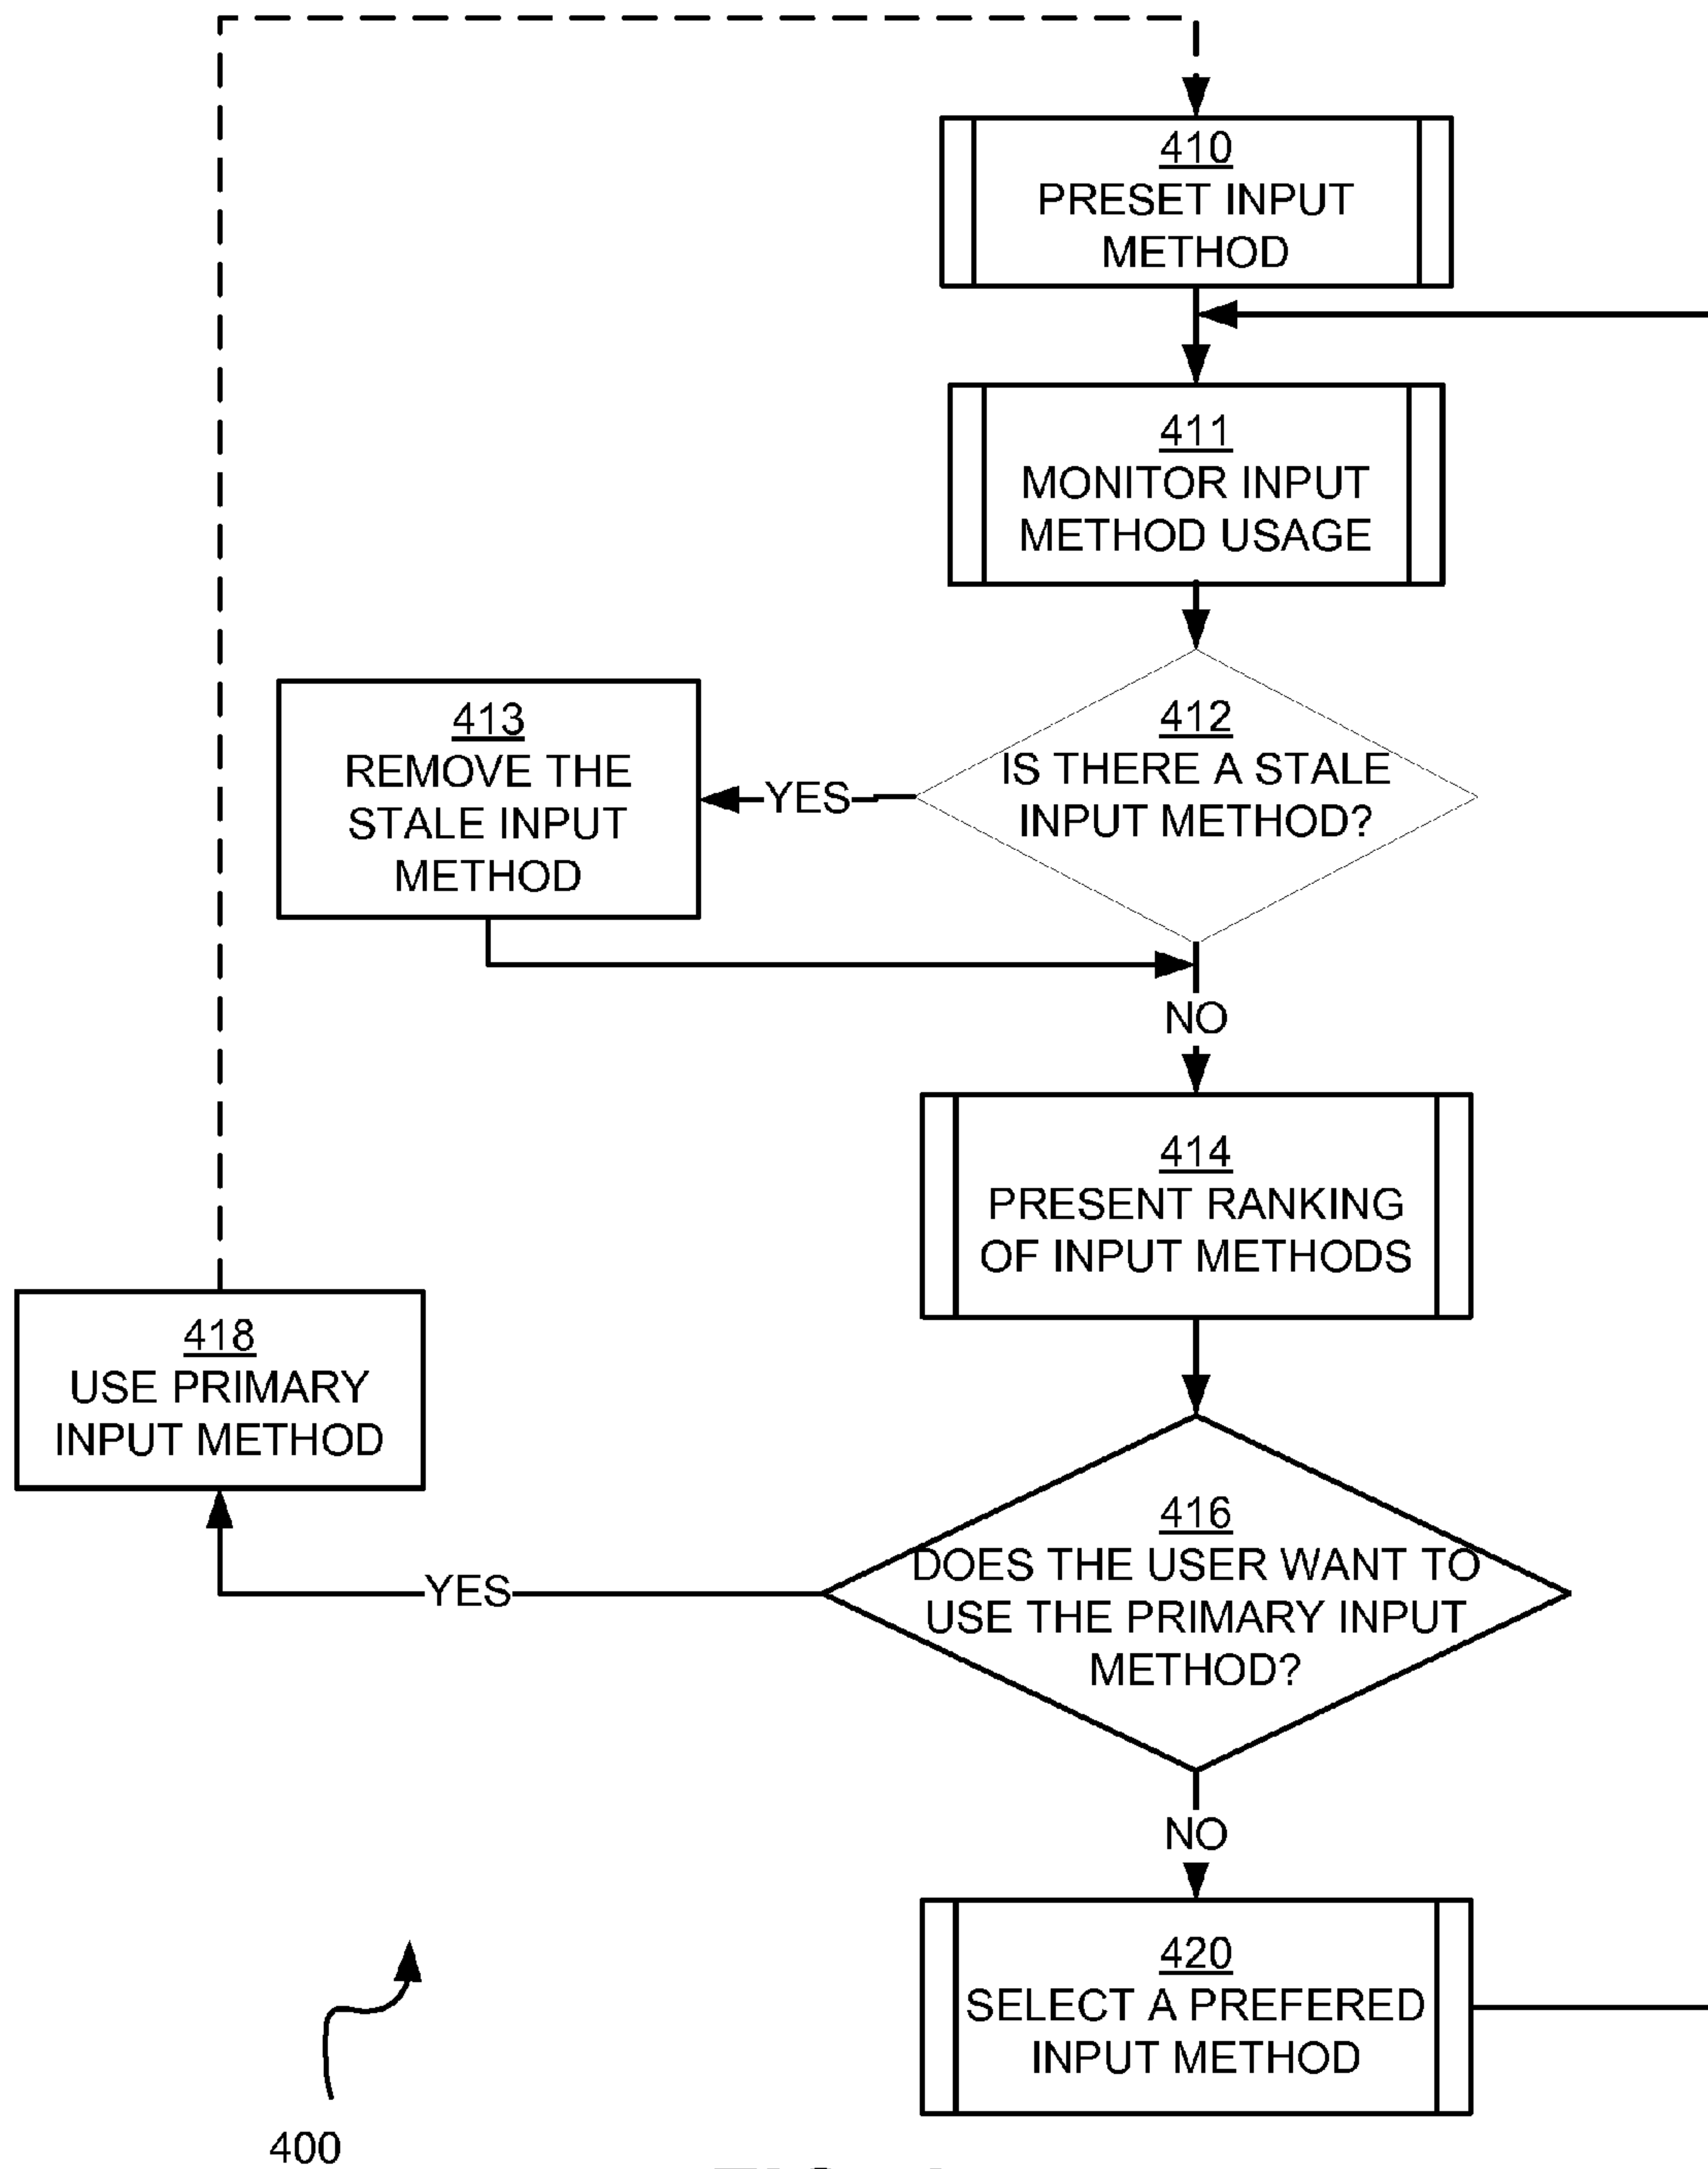 410
PRESET INPUT
METHOD
411
MONITOR INPUT
METHOD USAGE
412
IS THERE A STALE
INPUT METHOD?
YES
413
REMOVE THE
STALE INPUT
METHOD
NO
414
PRESENT RANKING
OF INPUT METHODS
416
DOES THE USER WANT TO
USE THE PRIMARY INPUT
METHOD?
YES
418
USE PRIMARY
INPUT METHOD
NO
420
SELECT A PREFERED
INPUT METHOD
400